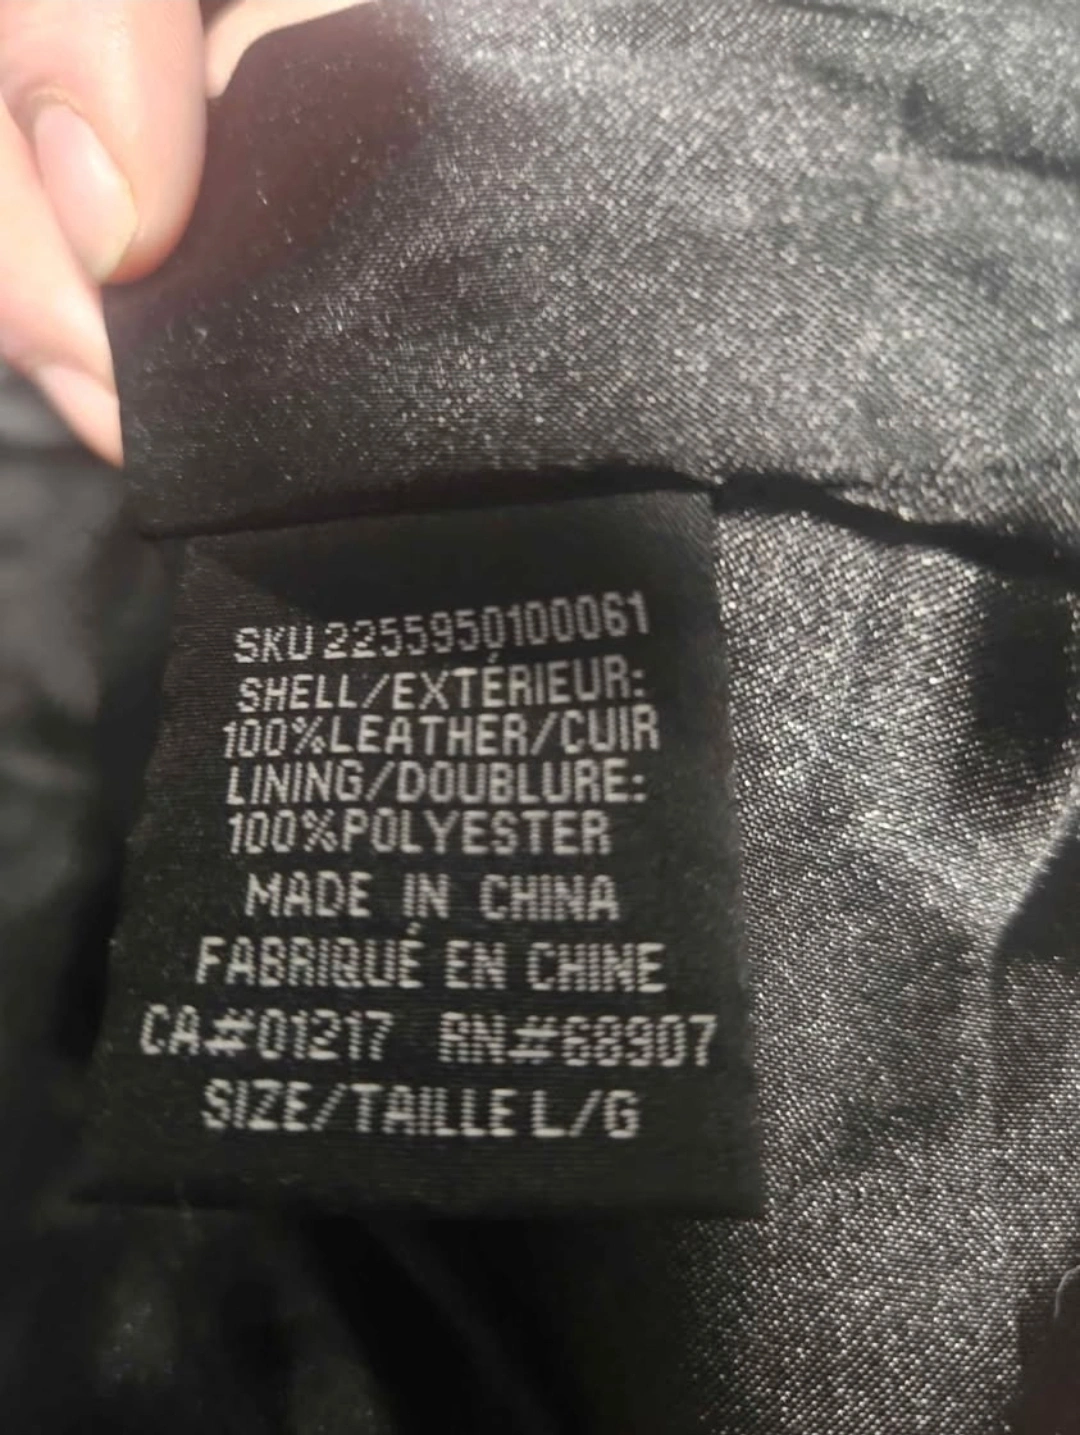 SKU 2255950100061
SHELL/EXTÉRIEUR:
100%LEATHER/CUIR
LINING/DOUBLURE:
100%POLYESTER
MADE IN CHINA
FABRIQUÉ EN CHINE
CA#01217 RN#68907
SIZE/TAILLE L/G